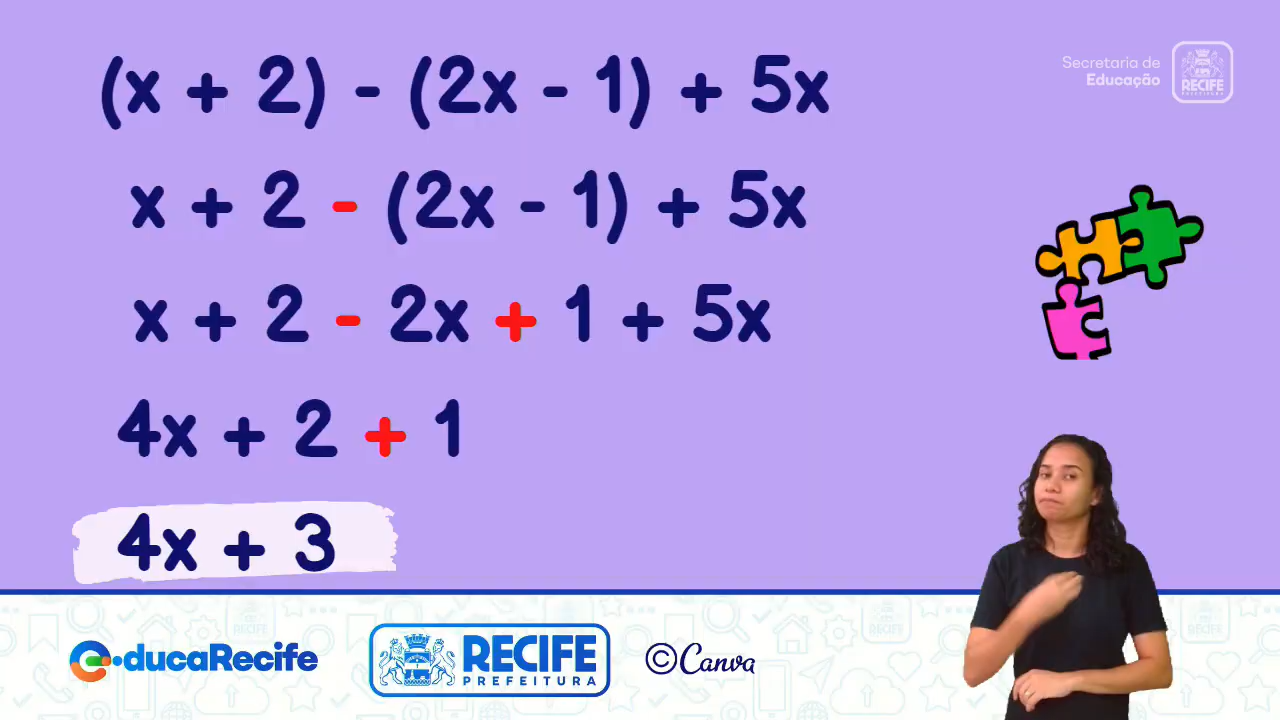 (x + 2) - (2x - 1) + 5x
Secretaria de
Educação
RECIFE
PREFEITURA
x + 2 - (2x - 1) + 5x
x + 2 - 2x + 1 + 5x
4x + 2 + 1
4x + 3
educaRecife
RECIFE
PREFEITURA
©Canva